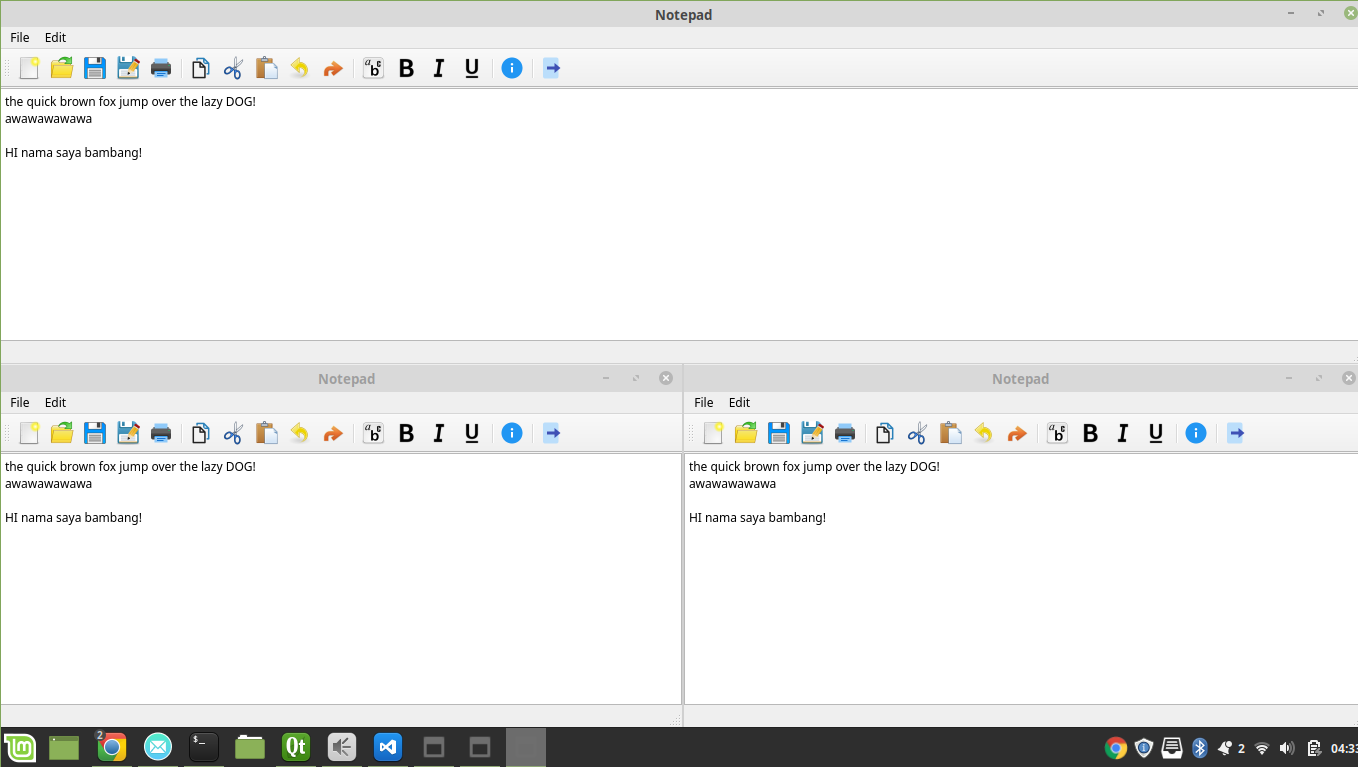 Notepad
File Edit
B I U
the quick brown fox jump over the lazy DOG!
awawawawawa
HI nama saya bambang!
Notepad
File Edit
B I U
the quick brown fox jump over the lazy DOG!
awawawawawa
HI nama saya bambang!
Notepad
File Edit
B I U
the quick brown fox jump over the lazy DOG!
awawawawawa
HI nama saya bambang!
2 $_ Qt 2